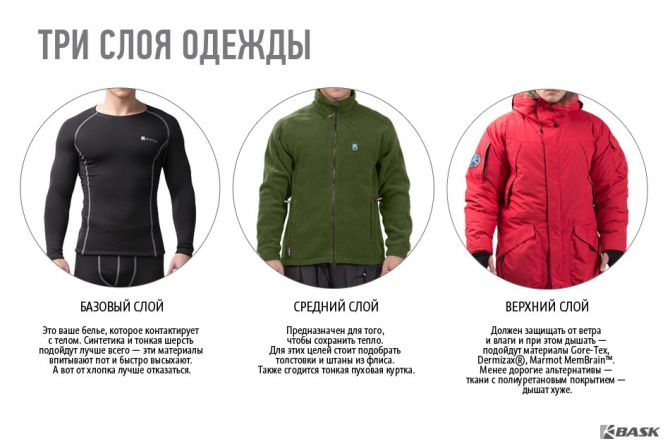 ТРИ СЛОЯ ОДЕЖДЫ
БАЗОВЫЙ СЛОЙ
Это ваше белье, которое контактирует
с телом. Синтетика и тонкая шерсть
подойдут лучше всего — эти материалы
впитывают пот и быстро высыхают.
А вот от хлопка лучше отказаться.
СРЕДНИЙ СЛОЙ
Предназначен для того,
чтобы сохранить тепло.
Для этих целей стоит подобрать
толстовки и штаны из флиса.
Также сгодится тонкая пуховая куртка.
ВЕРХНИЙ СЛОЙ
Должен защищать от ветра
и влаги и при этом дышать —
подойдут материалы Gore-Tex,
Dermizax®, Marmot MemBrain™.
Менее дорогие альтернативы —
ткани с полиуретановым покрытием —
дышат хуже.
BASK